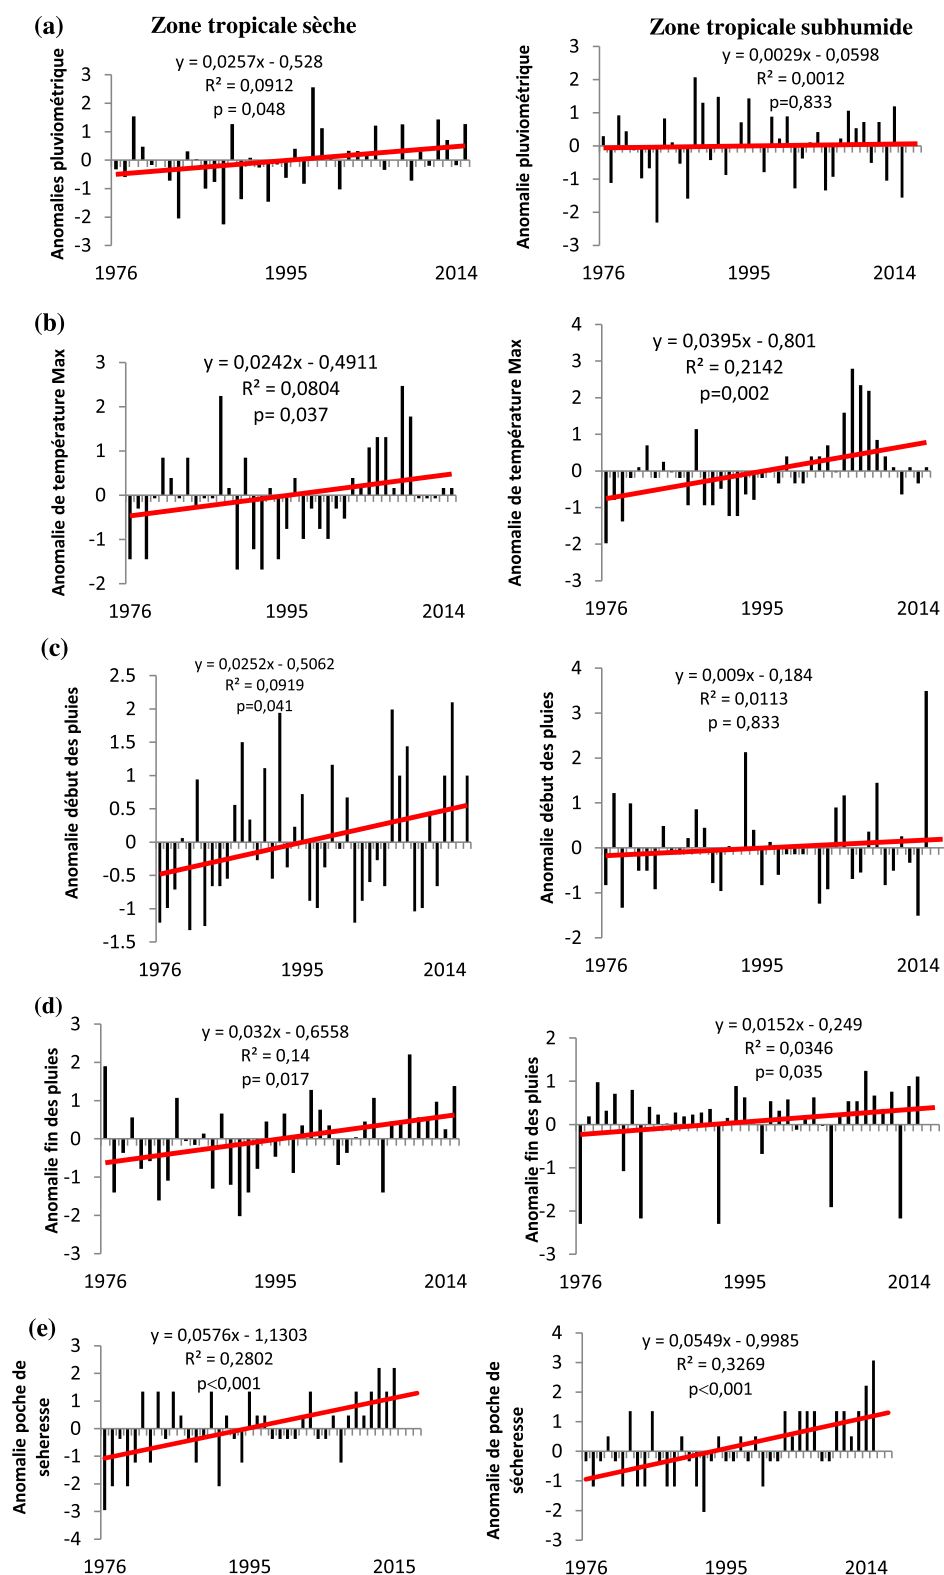 (a)
Zone tropicale sèche
Zone tropicale subhumide
Anomalies pluviométrique
y = 0,0257x - 0,528
R² = 0,0912
p = 0,048
3
2
1
0
-1
-2
-3
1976
1995
2014
Anomalie pluviométrique
y = 0,0029x - 0,0598
R² = 0,0012
p=0,833
3
2
1
0
-1
-2
-3
1976
1995
2014
(b)
Anomalie de température Max
y = 0,0242x - 0,4911
R² = 0,0804
p= 0,037
3
2
1
0
-1
-2
1976
1995
2014
Anomalie de température Max
y = 0,0395x - 0,801
R² = 0,2142
p=0,002
4
3
2
1
0
-1
-2
-3
1976
1995
2014
(c)
Anomalie début des pluies
y = 0,0252x - 0,5062
R² = 0,0919
p=0,041
2.5
2
1.5
1
0.5
0
-0.5
-1
-1.5
1976
1995
2014
Anomalie début des pluies
y = 0,009x - 0,184
R² = 0,0113
p = 0,833
4
3
2
1
0
-1
-2
1976
1995
2014
(d)
Anomalie fin des pluies
y = 0,032x - 0,6558
R² = 0,14
p= 0,017
3
2
1
0
-1
-2
-3
1976
1995
2014
Anomalie fin des pluies
y = 0,0152x - 0,249
R² = 0,0346
p= 0,035
2
1
0
-1
-2
-3
1976
1995
2014
(e)
Anomalie poche de
seheresse
y = 0,0576x - 1,1303
R² = 0,2802
p<0,001
3
2
1
0
-1
-2
-3
-4
1976
1995
2015
Anomalie de poche de
sécheresse
y = 0,0549x - 0,9985
R² = 0,3269
p<0,001
4
3
2
1
0
-1
-2
-3
1976
1995
2014